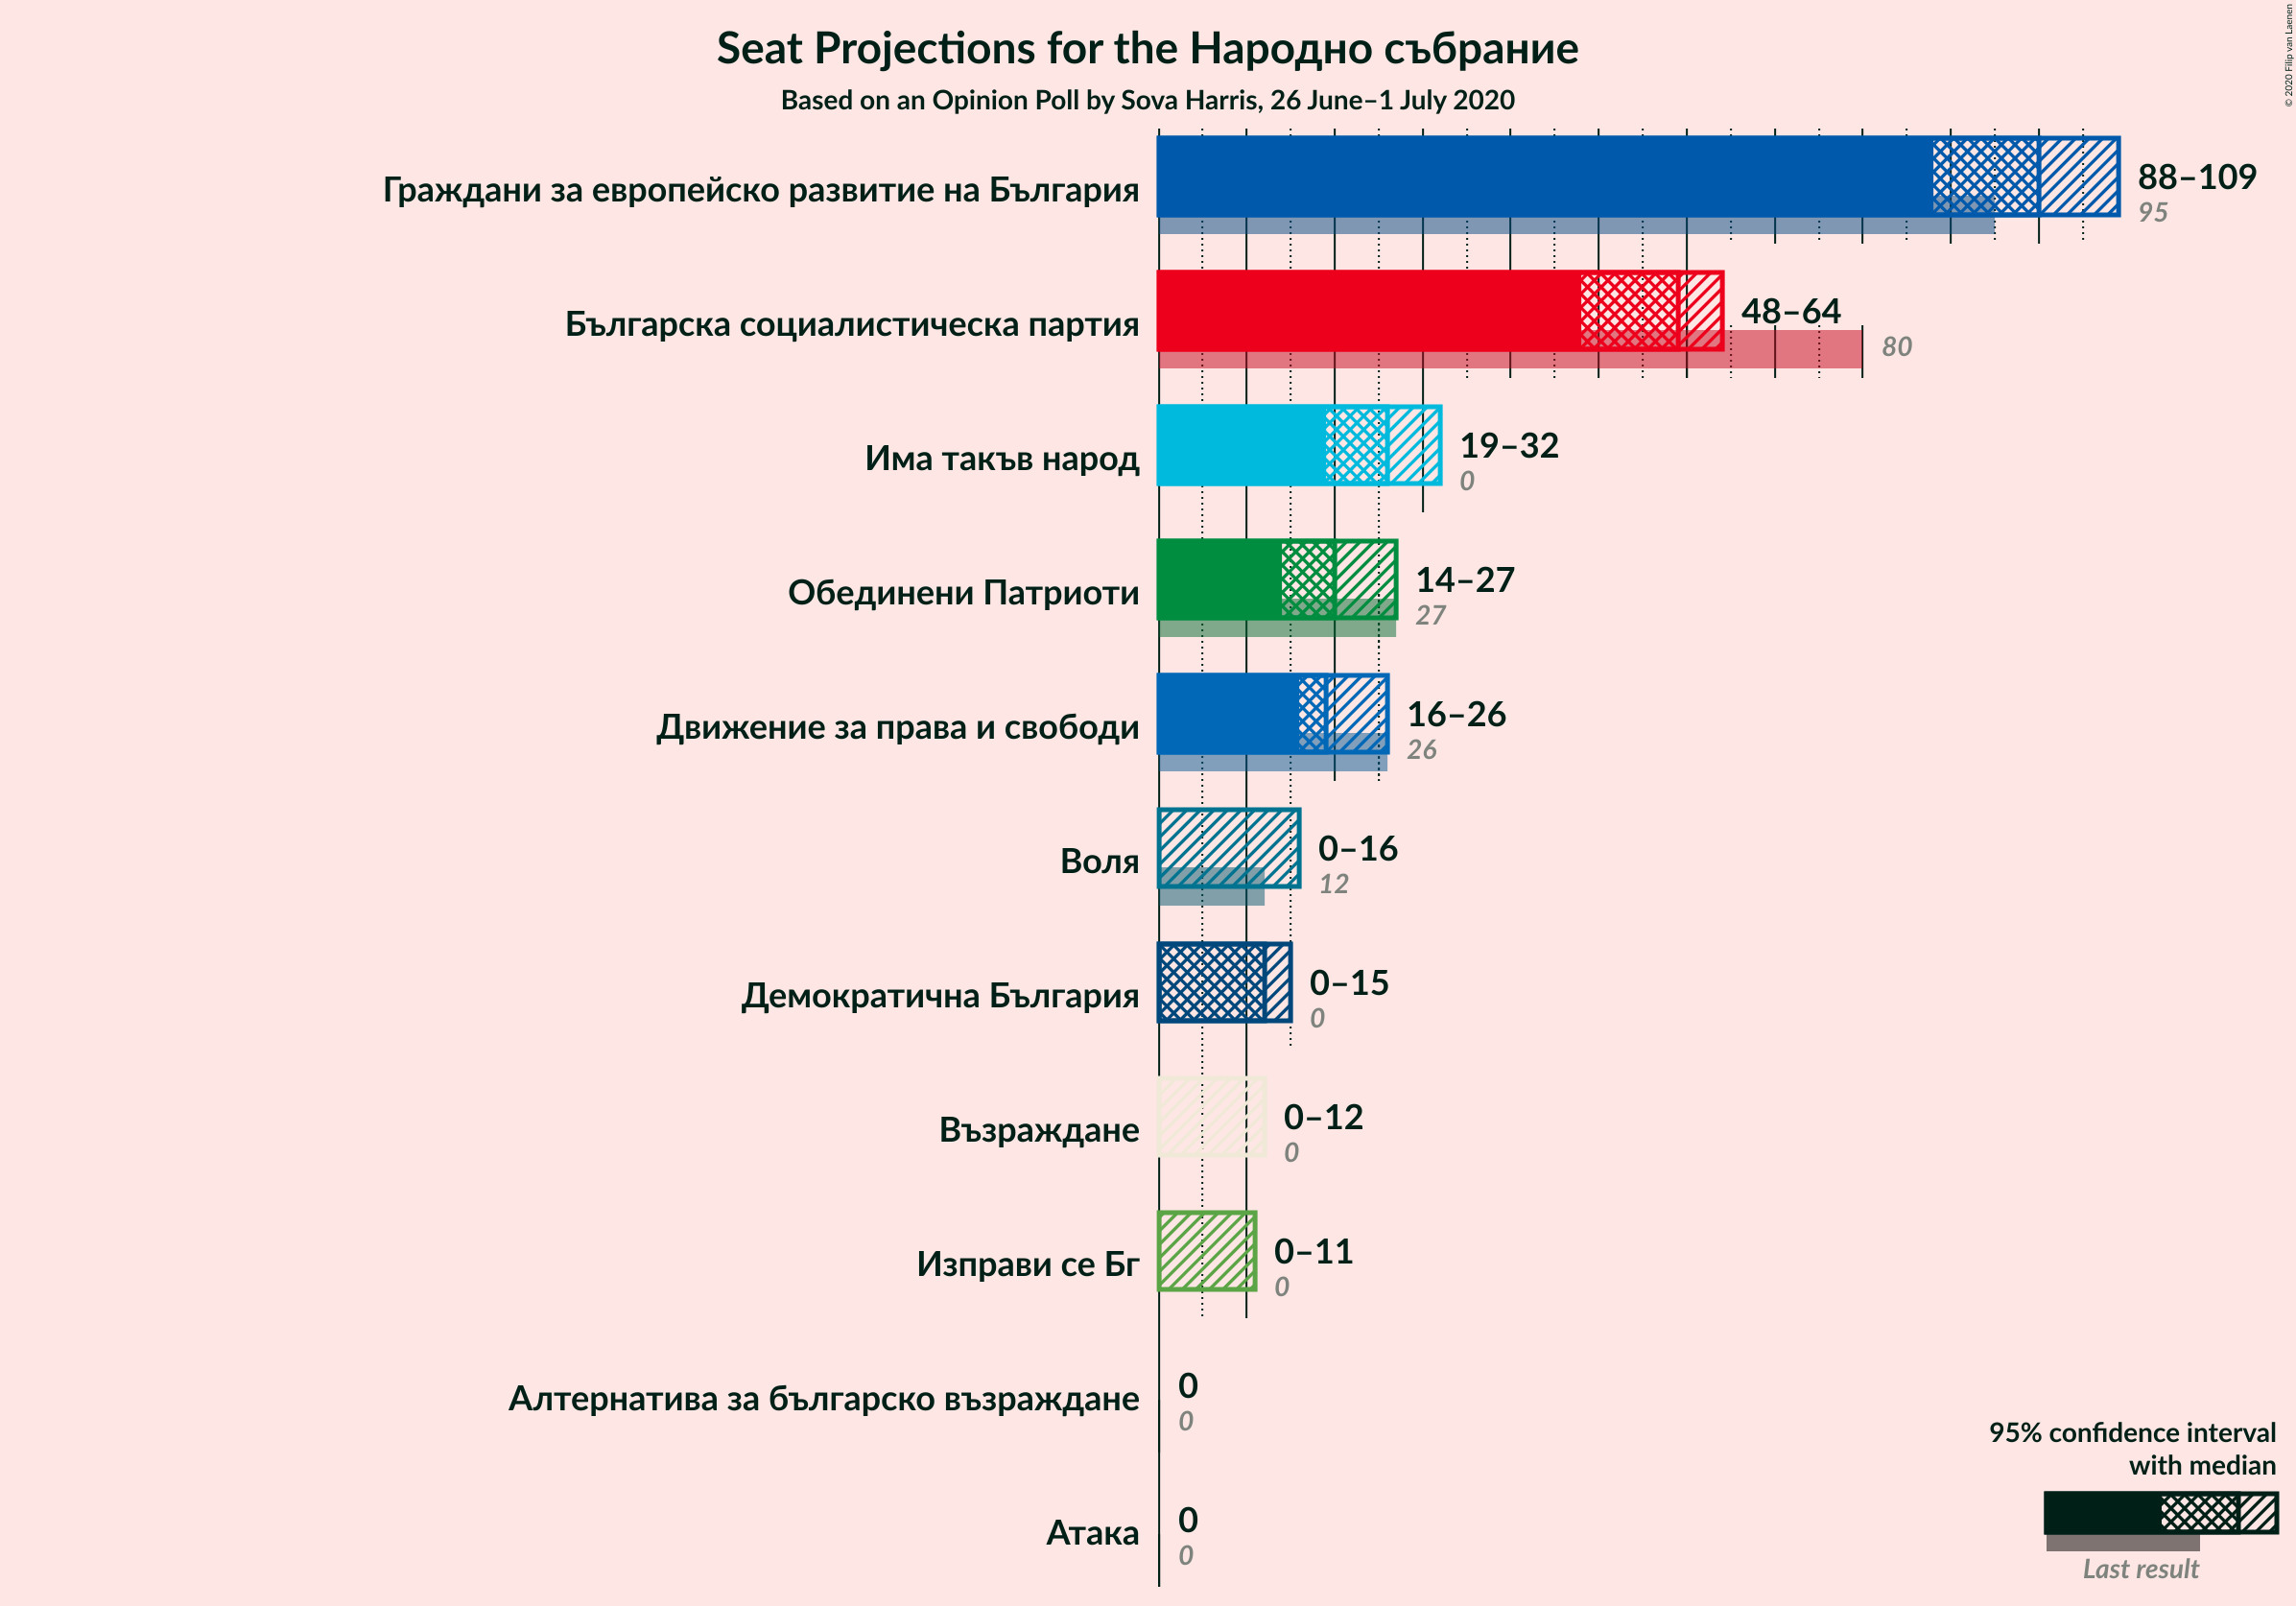 Seat Projections for the Народно събрание
Based on an Opinion Poll by Sova Harris, 26 June–1 July 2020
© 2020 Filip van Laenen
Граждани за европейско развитие на България
88–109
95
Българска социалистическа партия
48–64
80
Има такъв народ
19–32
0
Обединени Патриоти
14–27
27
Движение за права и свободи
16–26
26
Воля
0–16
12
Демократична България
0–15
0
Възраждане
0–12
0
Изправи се Бг
0–11
0
Алтернатива за българско възраждане
0
0
Атака
0
0
95% confidence interval
with median
Last result